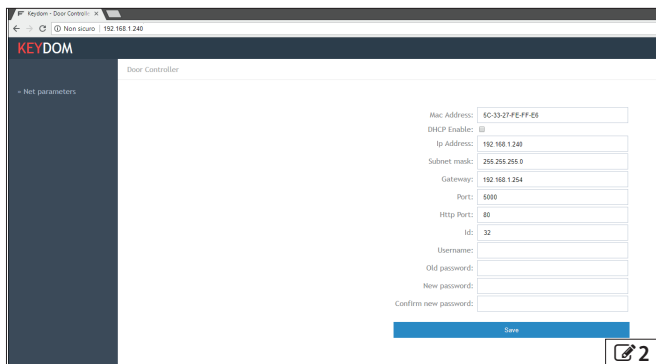 Keydom - Door Controlle
Non sicuro | 192.168.1.240
KEYDOM
Door Controller
Net parameters
Mac Address: 5C-33-27-FE-FF-E6
DHCP Enable:
Ip Address: 192.168.1.240
Subnet mask: 255.255.255.0
Gateway: 192.168.1.254
Port: 5000
Http Port: 80
Id: 32
Username:
Old password:
New password:
Confirm new password:
Save
2